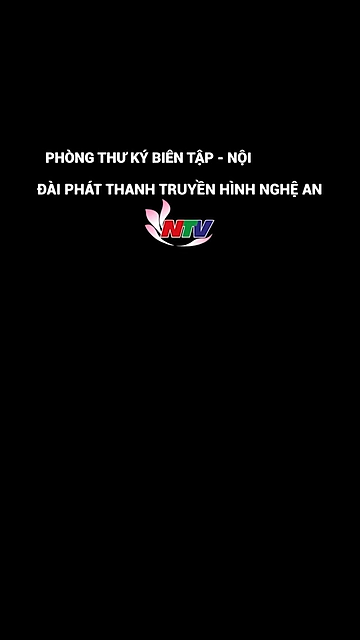 PHÒNG THƯ KÝ BIÊN TẬP - NỘI
ĐÀI PHÁT THANH TRUYỀN HÌNH NGHỆ AN
NTV